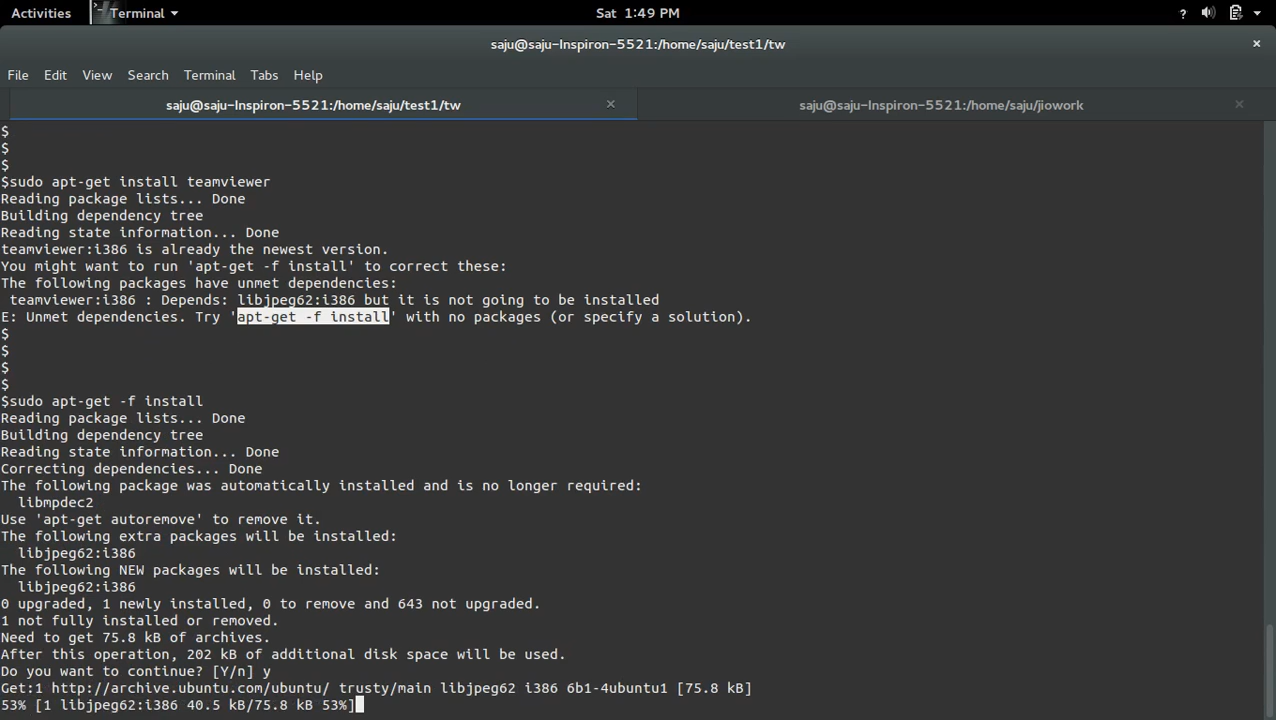 Activities Terminal Sat 1:49 PM ?
saju@saju-Inspiron-5521:/home/saju/test1/tw ×
File Edit View Search Terminal Tabs Help
saju@saju-Inspiron-5521:/home/saju/test1/tw × saju@saju-Inspiron-5521:/home/saju/jiowork ×
$
$
$
$sudo apt-get install teamviewer
Reading package lists... Done
Building dependency tree
Reading state information... Done
teamviewer:i386 is already the newest version.
You might want to run 'apt-get -f install' to correct these:
The following packages have unmet dependencies:
 teamviewer:i386 : Depends: libjpeg62:i386 but it is not going to be installed
E: Unmet dependencies. Try 'apt-get -f install' with no packages (or specify a solution).
$
$
$
$
$sudo apt-get -f install
Reading package lists... Done
Building dependency tree
Reading state information... Done
Correcting dependencies... Done
The following package was automatically installed and is no longer required:
  libmpdec2
Use 'apt-get autoremove' to remove it.
The following extra packages will be installed:
  libjpeg62:i386
The following NEW packages will be installed:
  libjpeg62:i386
0 upgraded, 1 newly installed, 0 to remove and 643 not upgraded.
1 not fully installed or removed.
Need to get 75.8 kB of archives.
After this operation, 202 kB of additional disk space will be used.
Do you want to continue? [Y/n] y
Get:1 http://archive.ubuntu.com/ubuntu/ trusty/main libjpeg62 i386 6b1-4ubuntu1 [75.8 kB]
53% [1 libjpeg62:i386 40.5 kB/75.8 kB 53%]